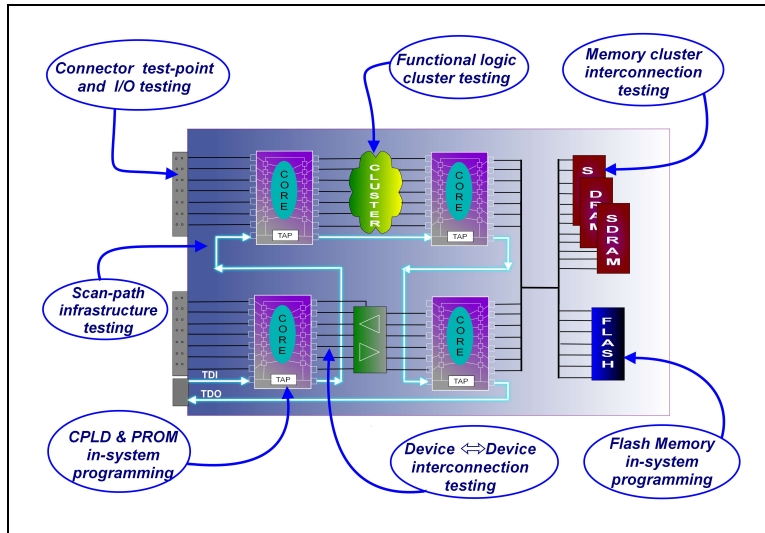 Connector test-point
and I/O testing
Functional logic
cluster testing
Memory cluster
interconnection
testing
CORE
TAP
CLUSTER
CORE
TAP
SDRAM
SDRAM
Scan-path
infrastructure
testing
CORE
TAP
CORE
TAP
FLASH
TDI
TDO
CPLD & PROM
in-system
programming
Device ⇔Device
interconnection
testing
Flash Memory
in-system
programming